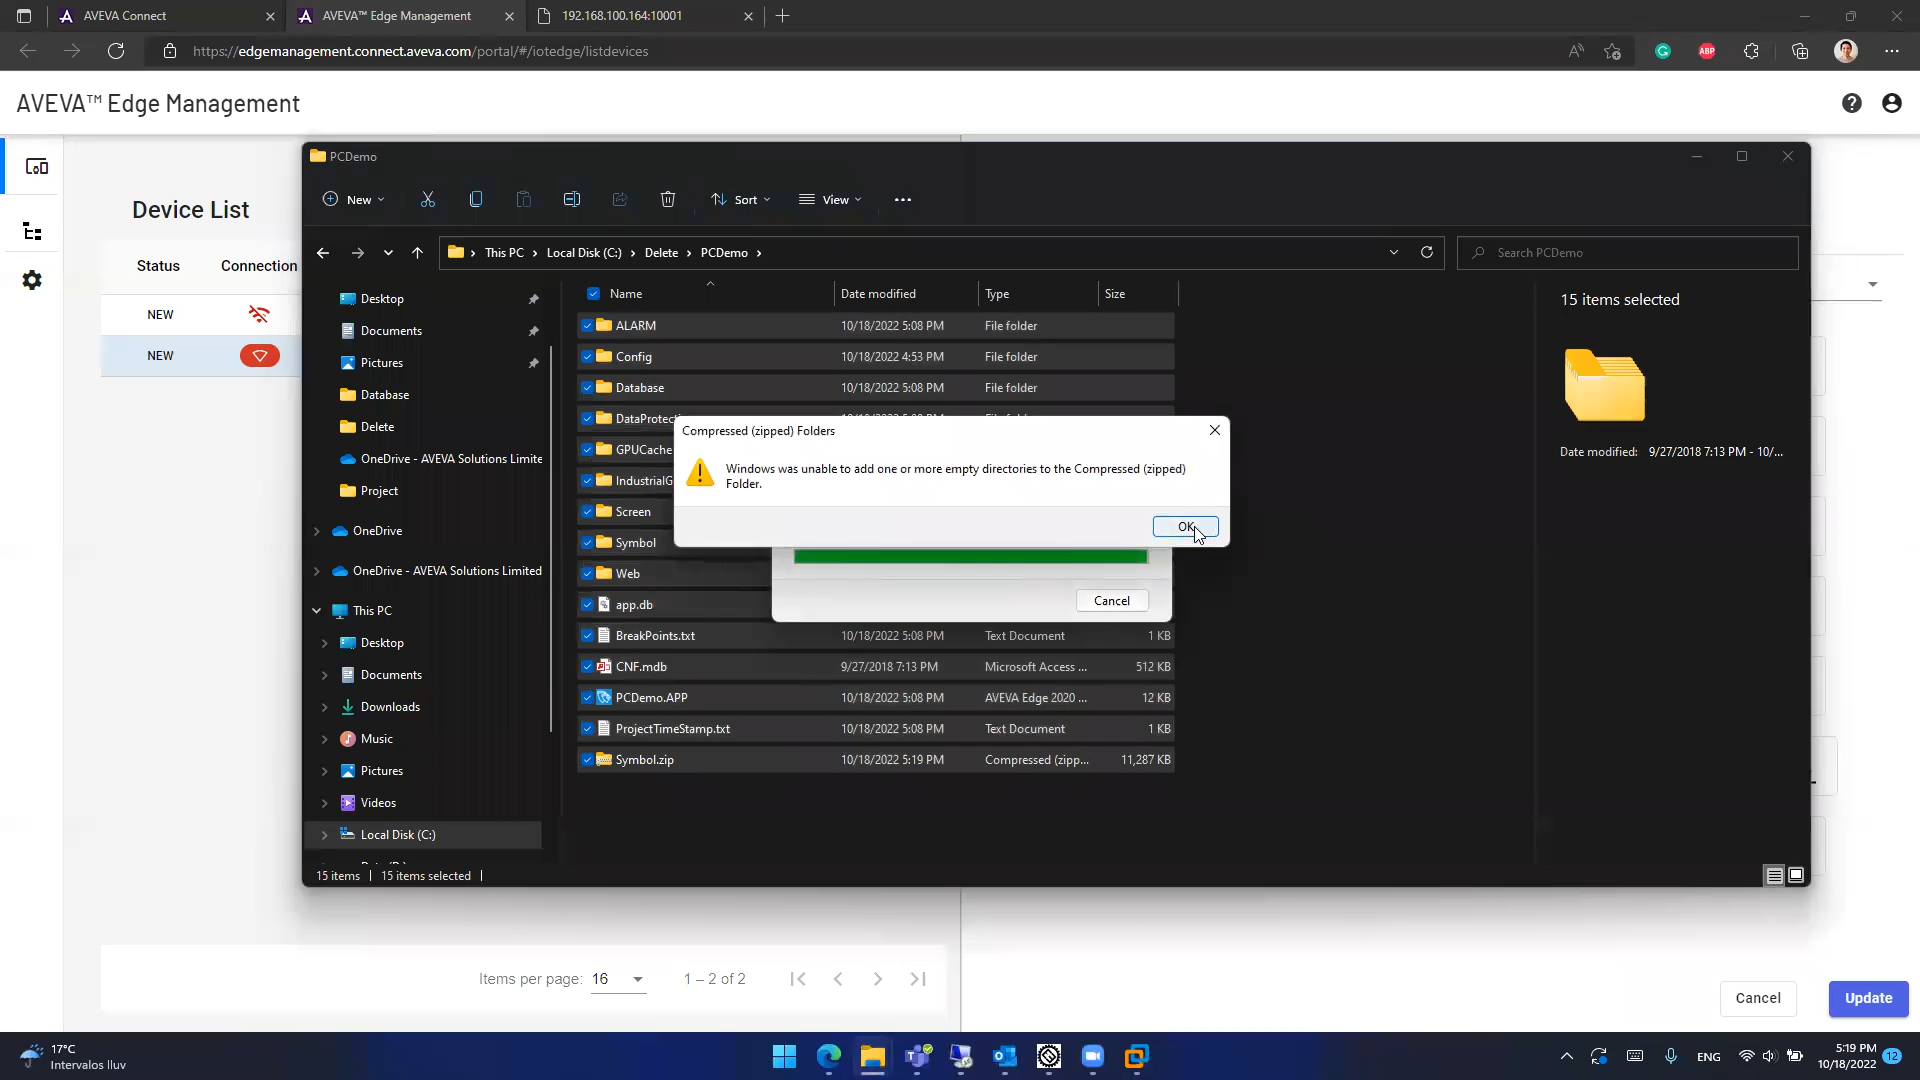 AVEVA Connect
AVEVA™ Edge Management
192.168.100.164:10001
https://edgemanagement.connect.aveva.com/portal/#/iotedge/listdevices
ABP
AVEVA™ Edge Management
Device List
Status
Connection
NEW
NEW
PCDemo
New
Sort
View
This PC
Local Disk (C:)
Delete
PCDemo
Search PCDemo
Desktop
Documents
Pictures
Database
Delete
OneDrive - AVEVA Solutions Limite
Project
OneDrive
OneDrive - AVEVA Solutions Limited
This PC
Desktop
Documents
Downloads
Music
Pictures
Videos
Local Disk (C:)
Name Date modified Type Size
ALARM 10/18/2022 5:08 PM File folder
Config 10/18/2022 4:53 PM File folder
Database 10/18/2022 5:08 PM File folder
DataProtecti
GPUCache
IndustrialG
Screen
Symbol
Web
app.db
BreakPoints.txt 10/18/2022 5:08 PM Text Document 1 KB
CNF.mdb 9/27/2018 7:13 PM Microsoft Access ... 512 KB
PCDemo.APP 10/18/2022 5:08 PM AVEVA Edge 2020 ... 12 KB
ProjectTimeStamp.txt 10/18/2022 5:08 PM Text Document 1 KB
Symbol.zip 10/18/2022 5:19 PM Compressed (zipp... 11,287 KB
Compressed (zipped) Folders
Windows was unable to add one or more empty directories to the Compressed (zipped)
Folder.
OK
Cancel
15 items selected
Date modified: 9/27/2018 7:13 PM - 10/...
15 items
15 items selected
Items per page: 16
1 – 2 of 2
Cancel
Update
17°C
Intervalos lluv
ENG
5:19 PM
10/18/2022
12